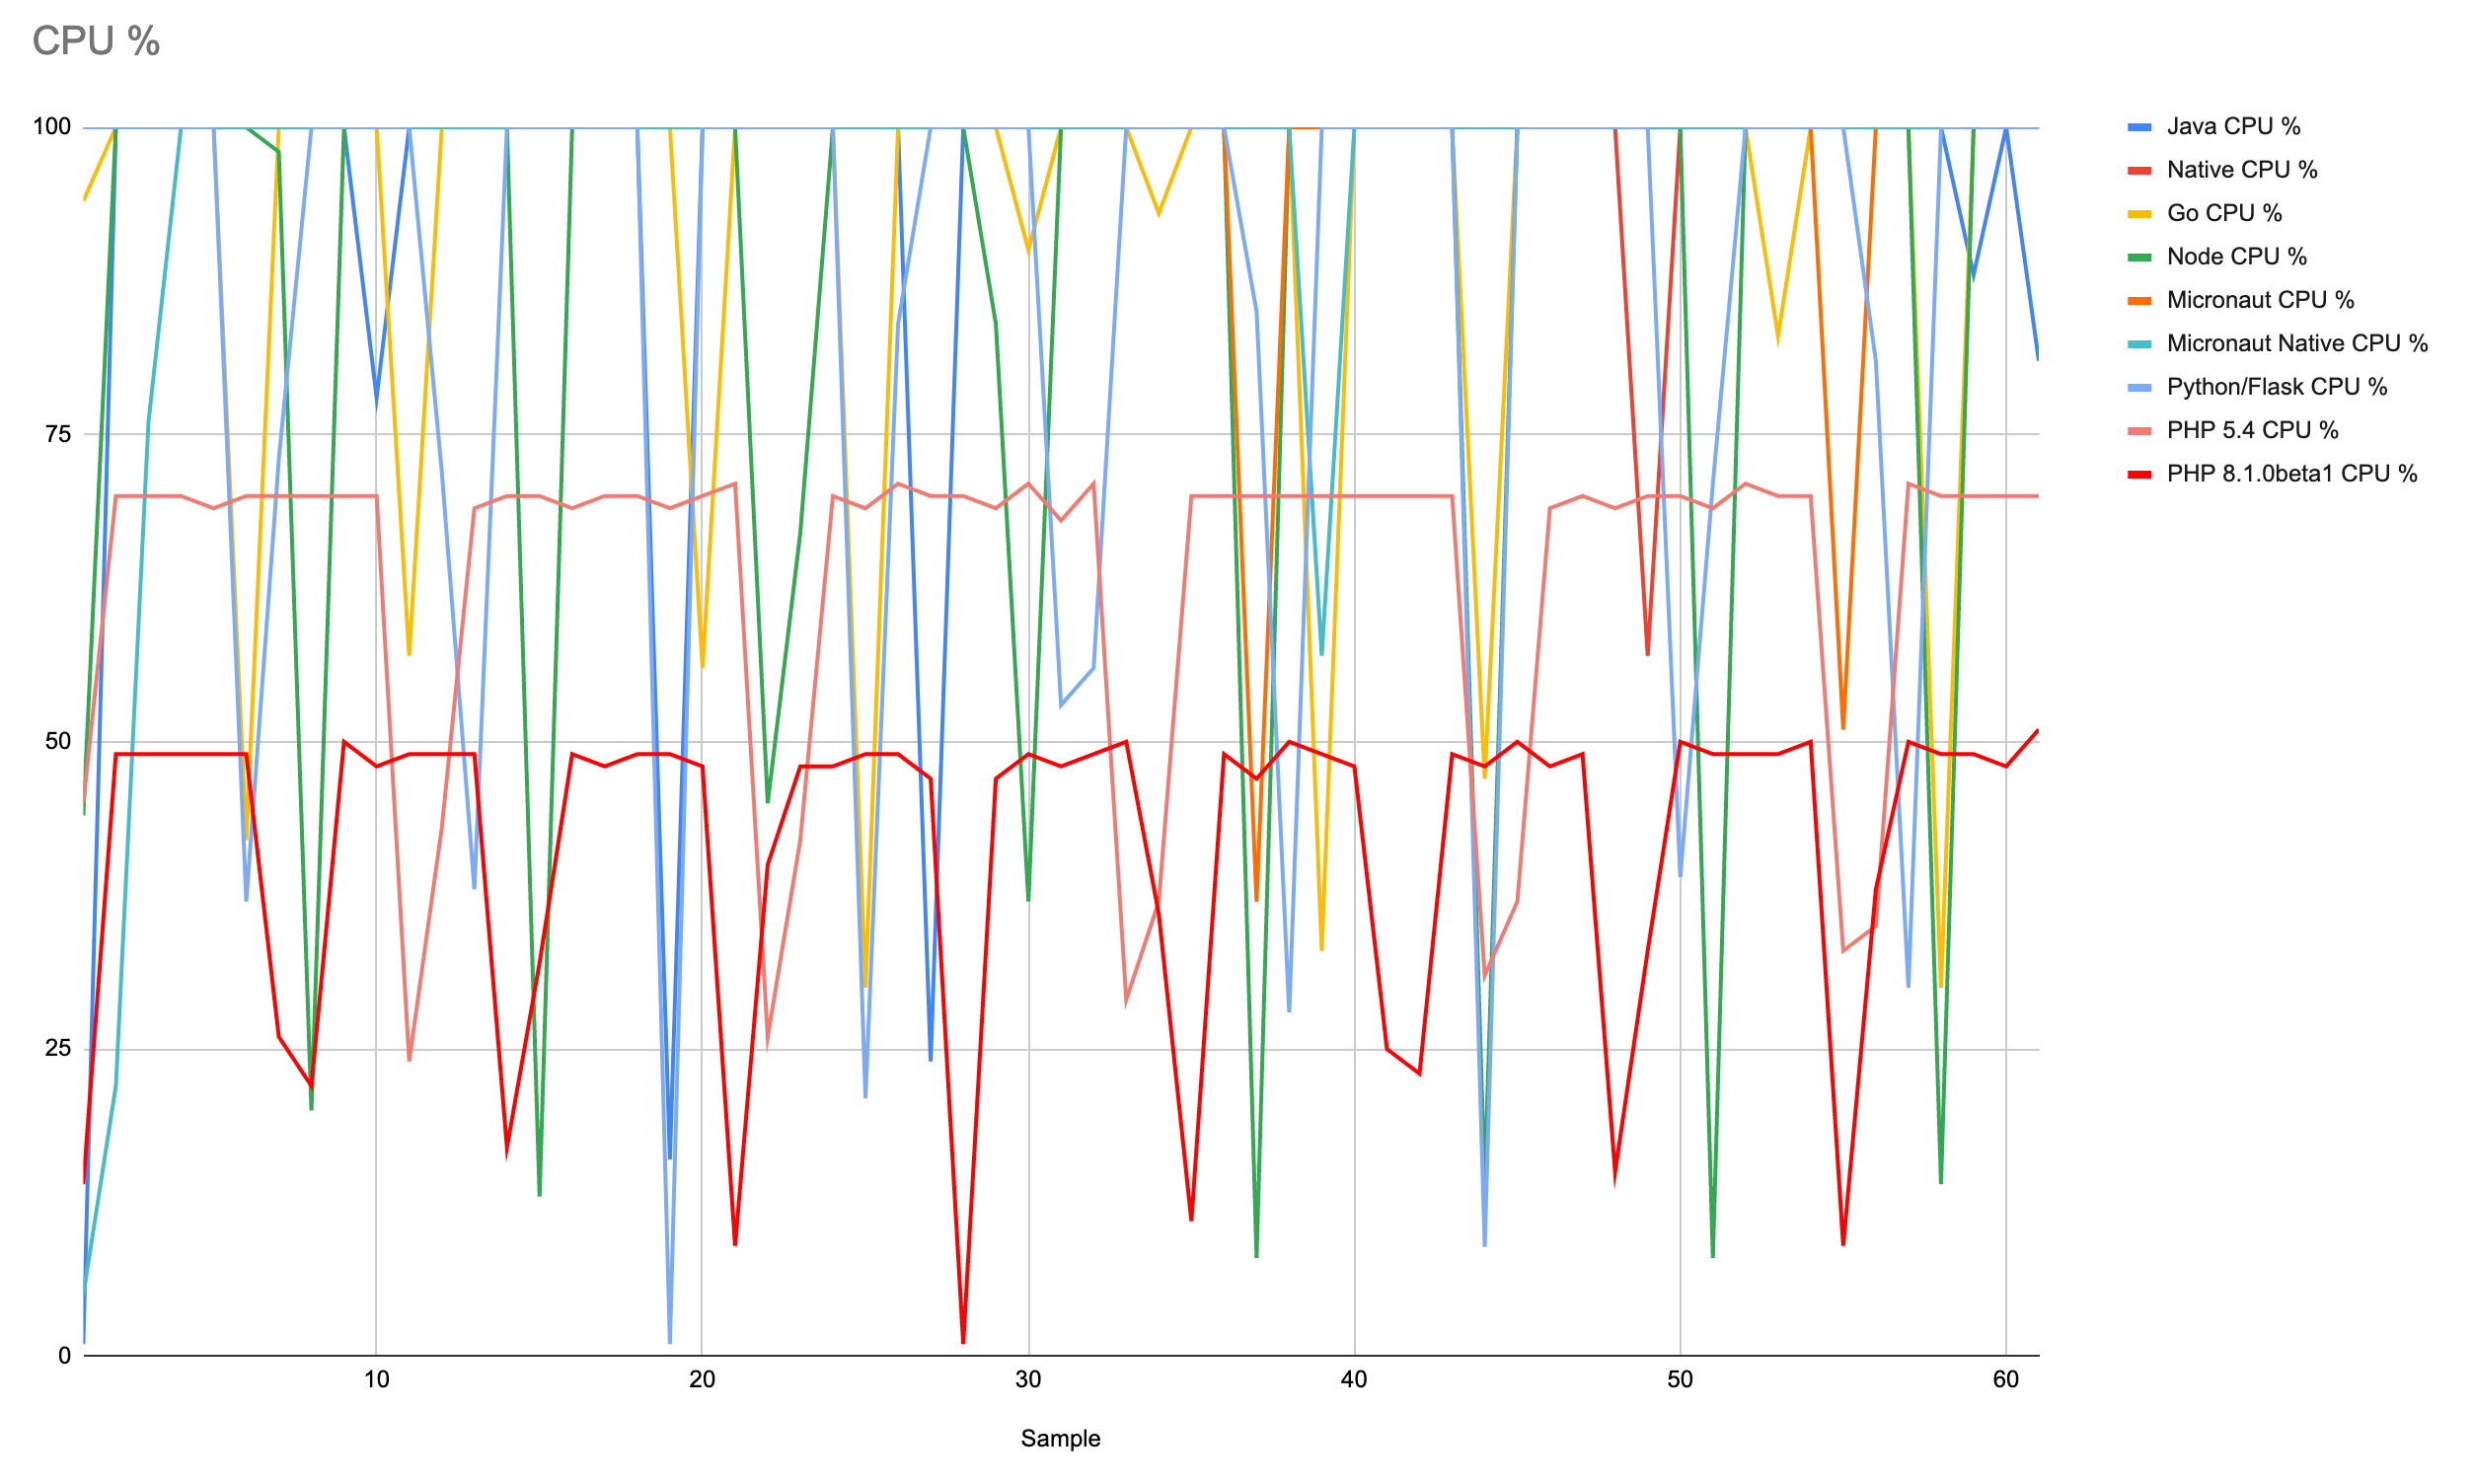 CPU %
100
75
50
25
0
10 20 30 40 50 60
Sample
Java CPU %
Native CPU %
Go CPU %
Node CPU %
Micronaut CPU %
Micronaut Native CPU %
Python/Flask CPU %
PHP 5.4 CPU %
PHP 8.1.0beta1 CPU %